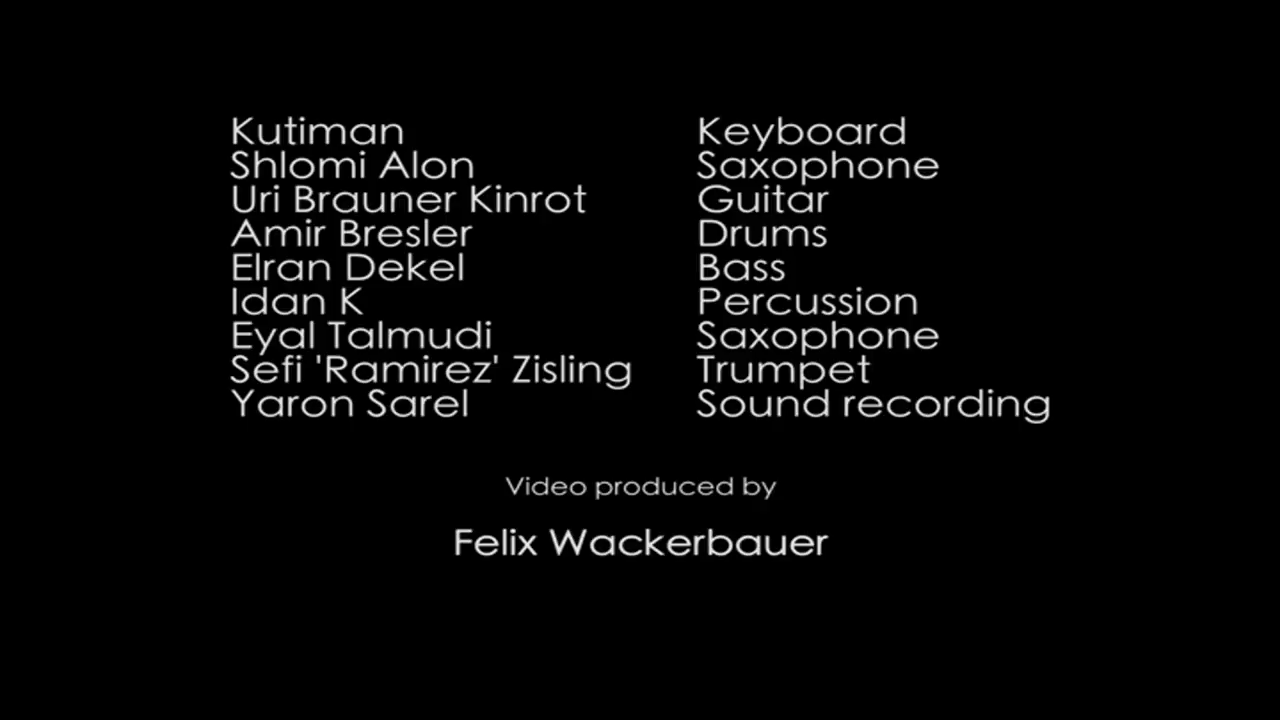 Kutiman Keyboard
Shlomi Alon Saxophone
Uri Brauner Kinrot Guitar
Amir Bresler Drums
Elran Dekel Bass
Idan K Percussion
Eyal Talmudi Saxophone
Sefi 'Ramirez' Zisling Trumpet
Yaron Sarel Sound recording
Video produced by
Felix Wackerbauer